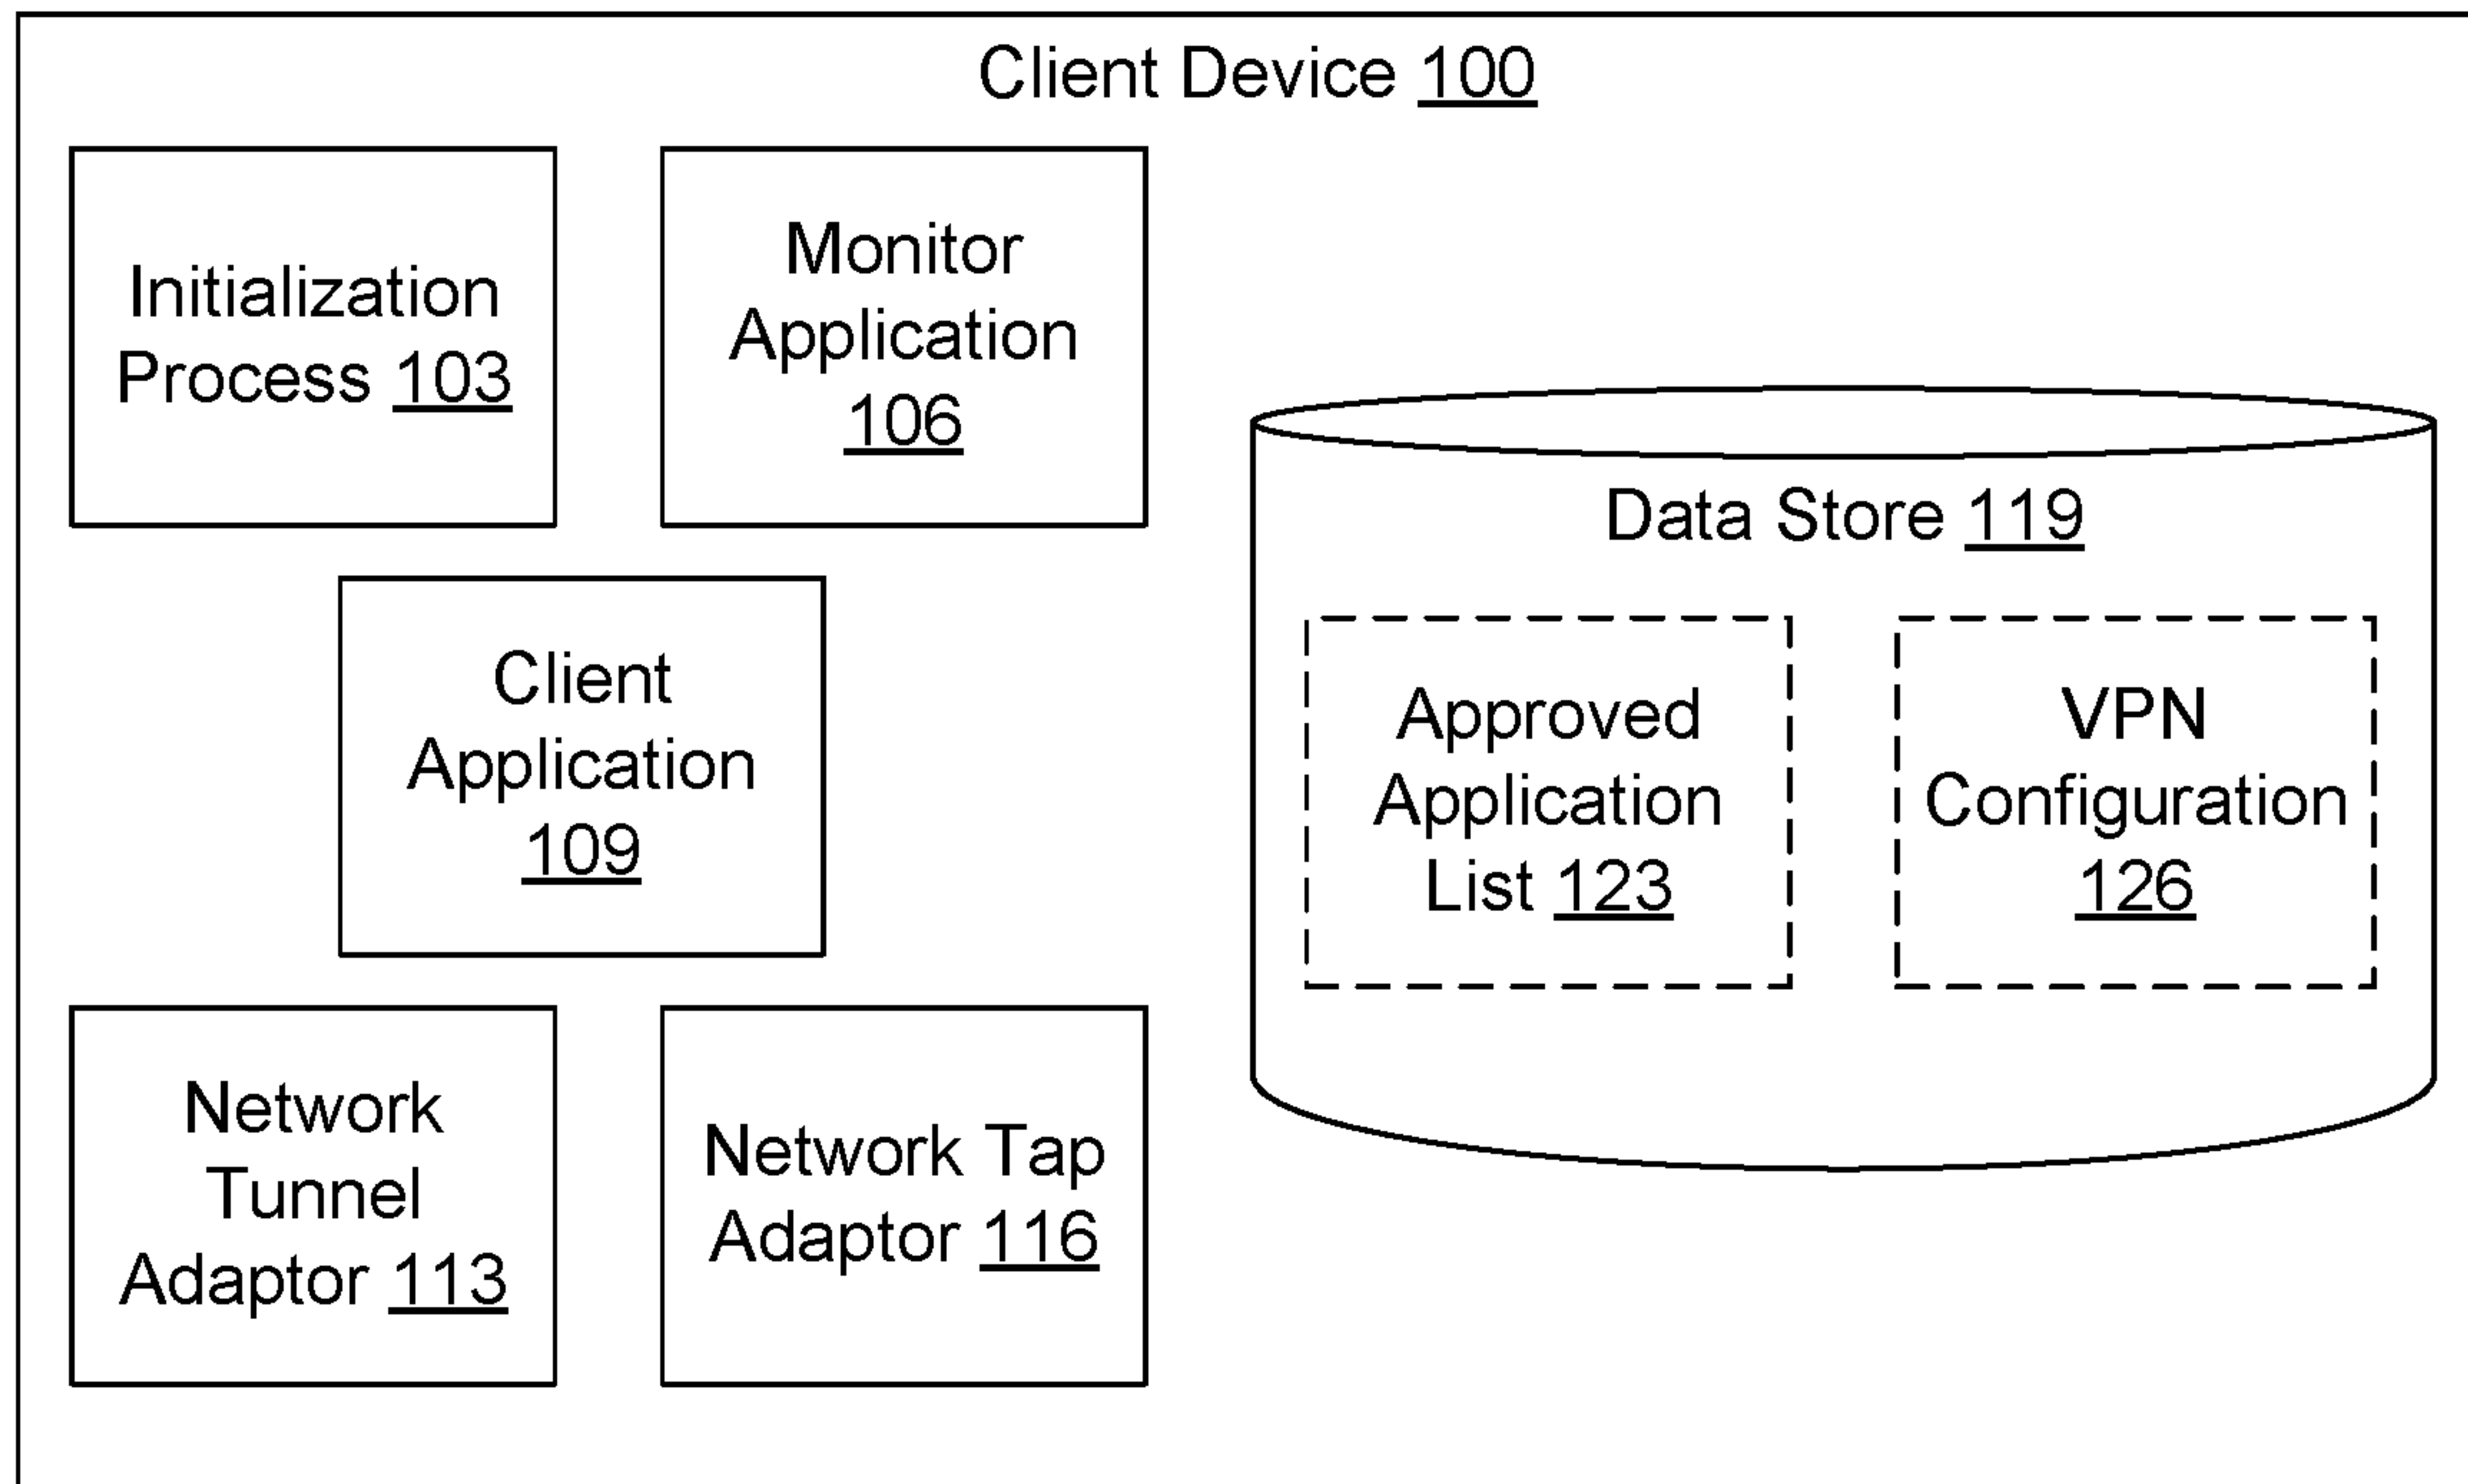 Client Device 100
Initialization
Process 103
Monitor
Application
106
Client
Application
109
Network
Tunnel
Adaptor 113
Network Tap
Adaptor 116
Data Store 119
Approved
Application
List 123
VPN
Configuration
126